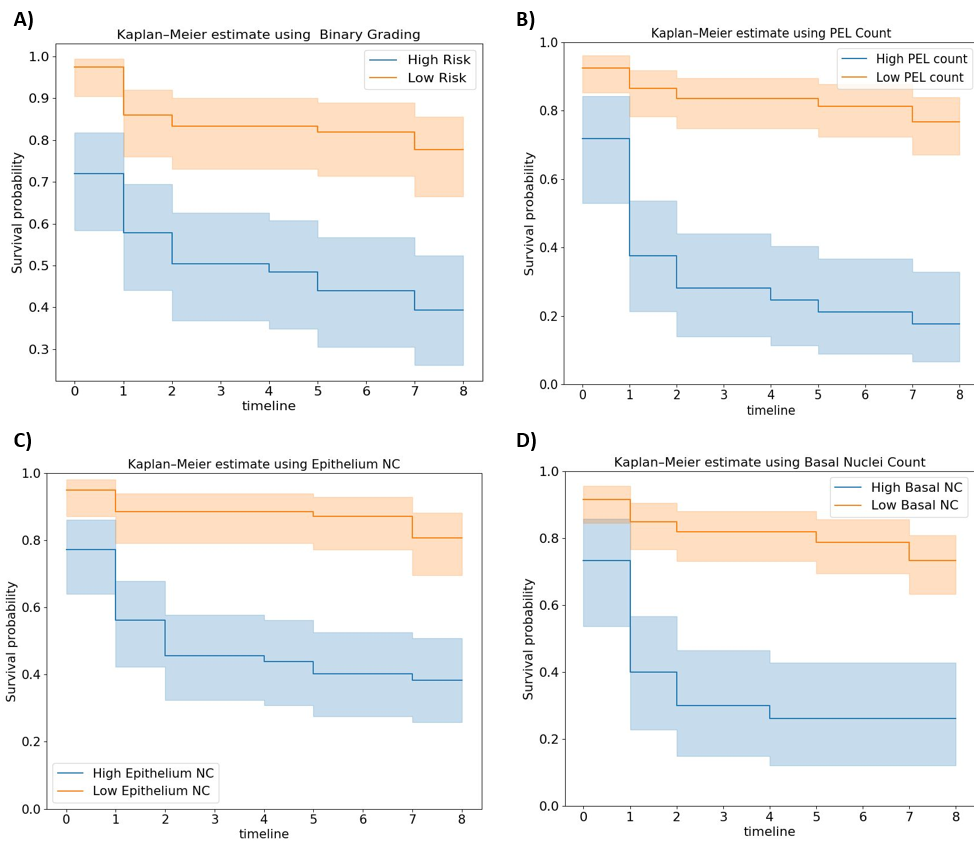 A)
Kaplan–Meier estimate using  Binary Grading
High Risk
Low Risk
1.0
0.9
0.8
0.7
0.6
0.5
0.4
0.3
Survival probability
0 1 2 3 4 5 6 7 8
timeline
B)
Kaplan–Meier estimate using PEL Count
High PEL count
Low PEL count
1.0
0.8
0.6
0.4
0.2
0.0
Survival probability
0 1 2 3 4 5 6 7 8
timeline
C)
Kaplan–Meier estimate using Epithelium NC
1.0
0.8
0.6
0.4
0.2
0.0
Survival probability
High Epithelium NC
Low Epithelium NC
0 1 2 3 4 5 6 7 8
timeline
D)
Kaplan–Meier estimate using Basal Nuclei Count
High Basal NC
Low Basal NC
1.0
0.8
0.6
0.4
0.2
0.0
Survival probability
0 1 2 3 4 5 6 7 8
timeline